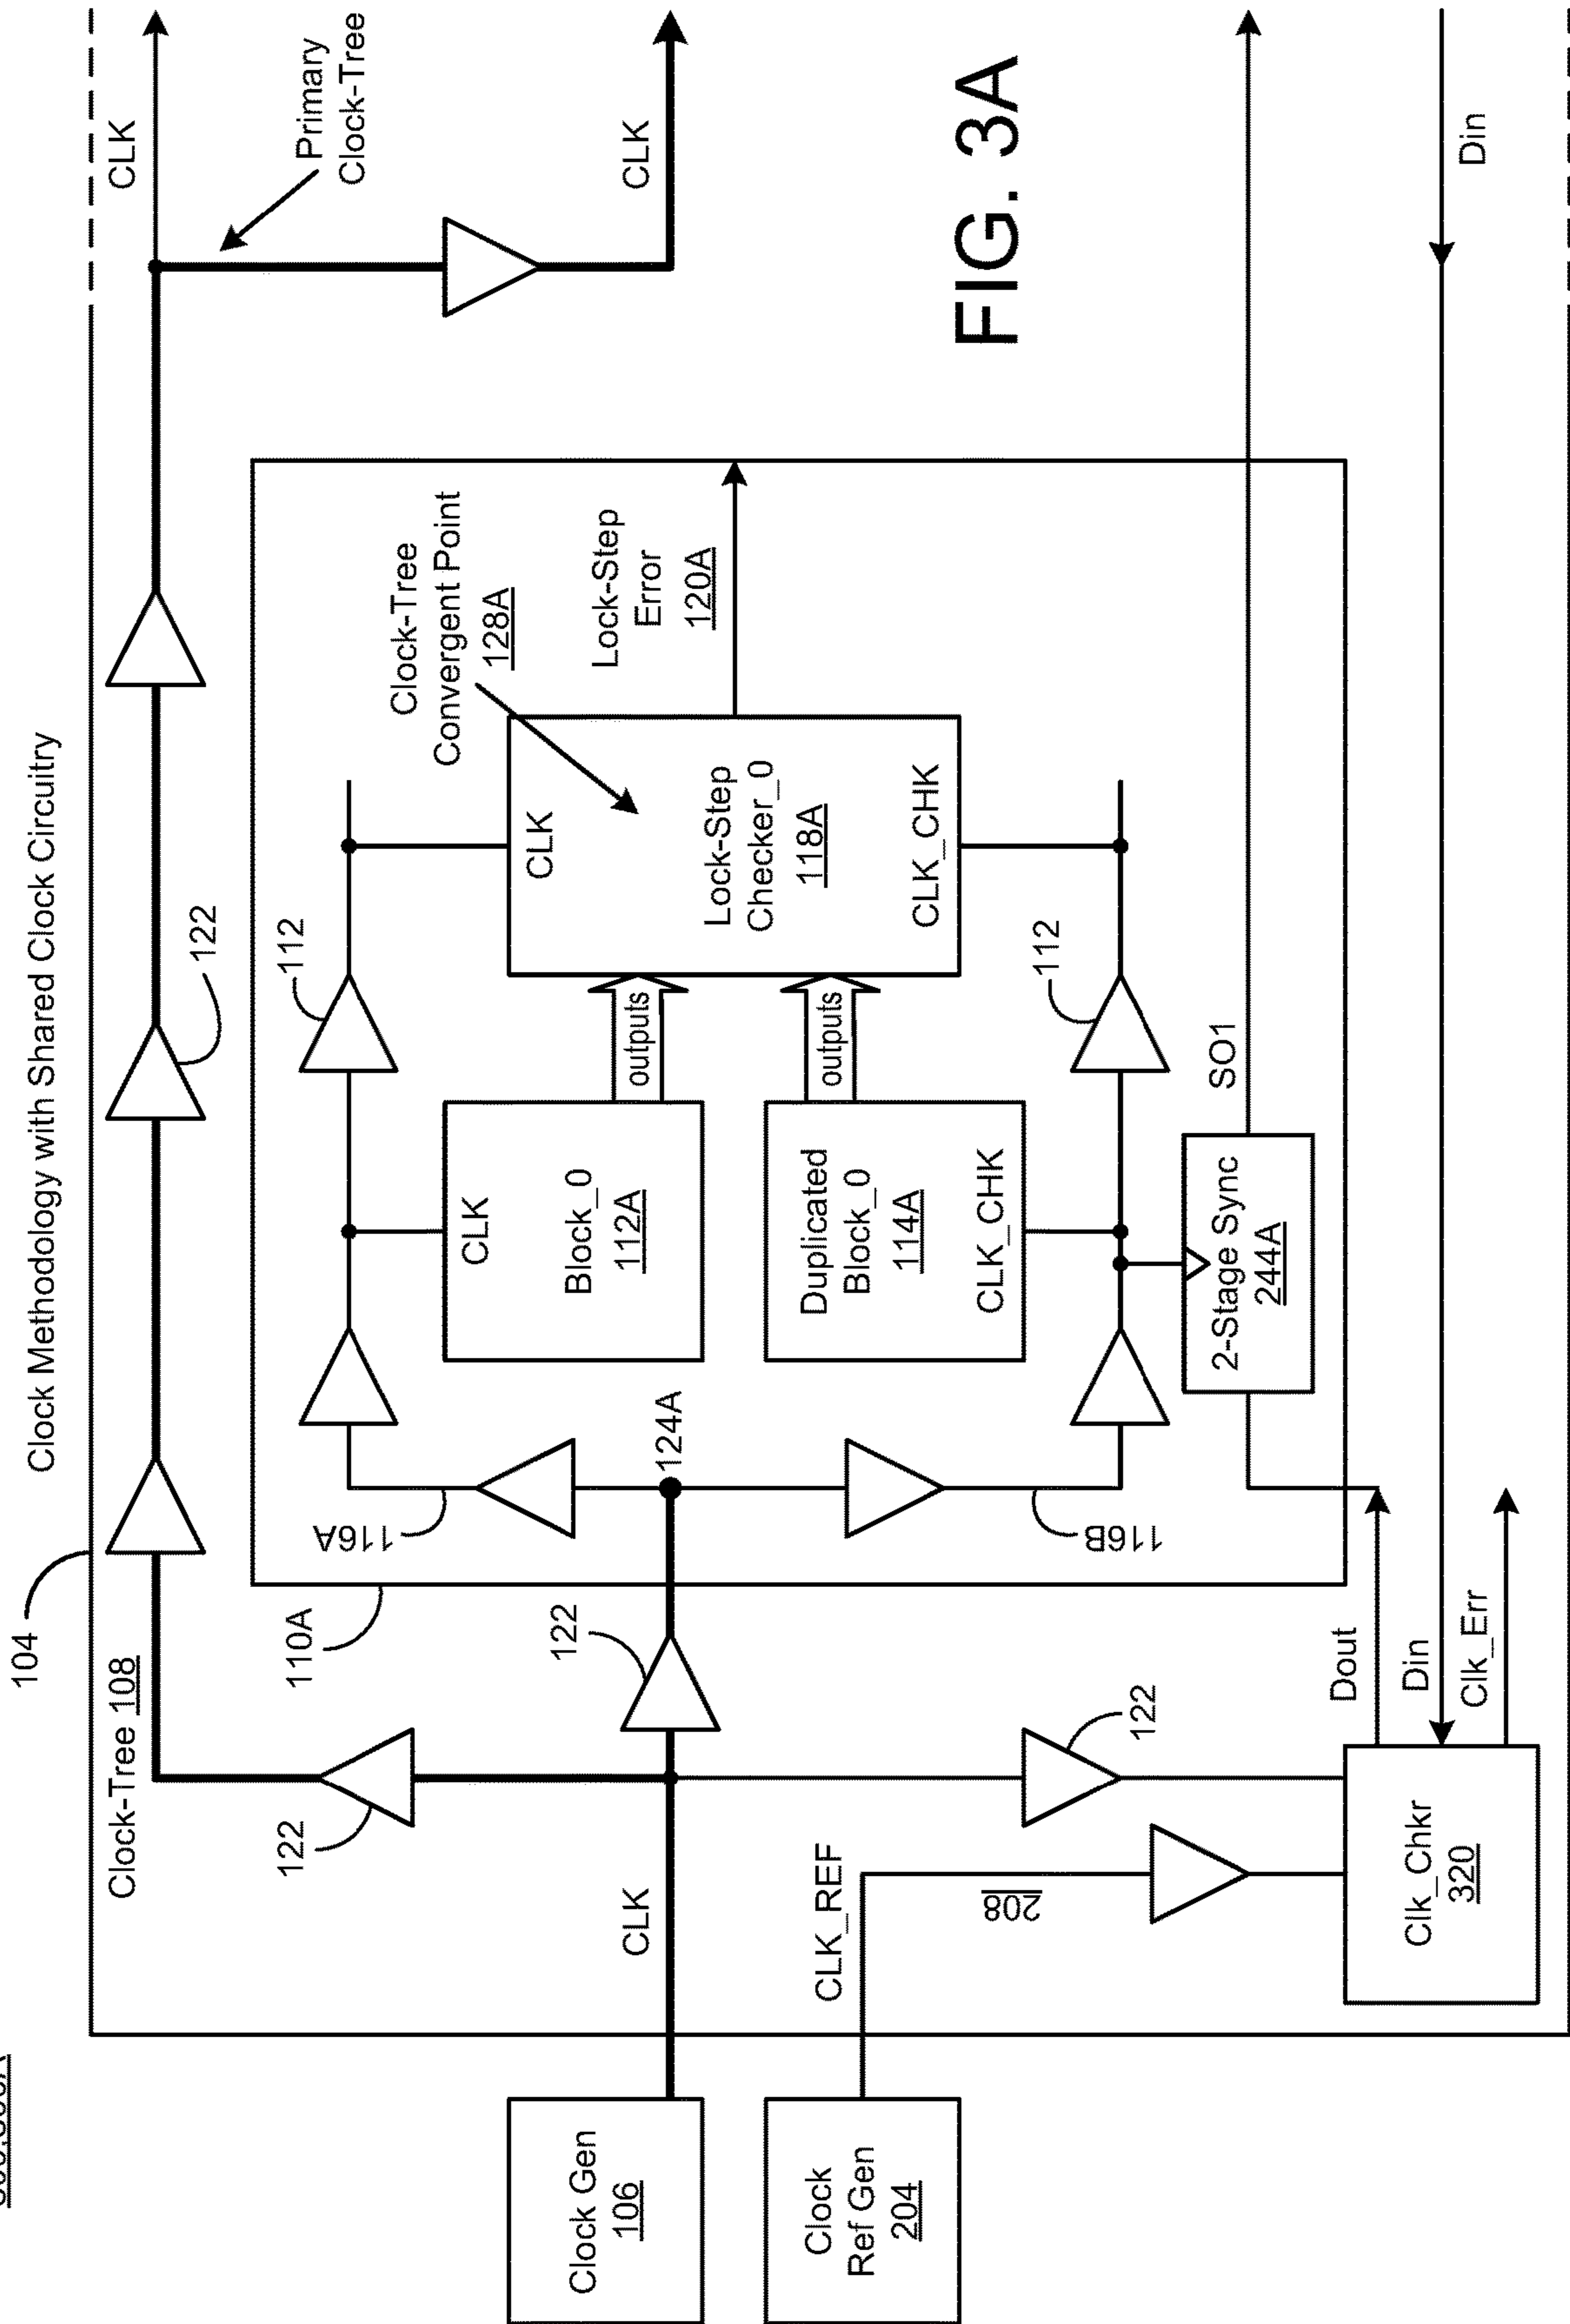 Clock Methodology with Shared Clock Circuitry
104
Clock-Tree 108
122
122
CLK
Primary
Clock-Tree
CLK
110A
116A
112
Clock-Tree
Convergent Point
128A
CLK
Block_0
112A
outputs
CLK
Lock-Step
Checker_0
118A
CLK_CHK
Lock-Step
Error
120A
Clock Gen
106
CLK
122
124A
Duplicated
Block_0
114A
CLK_CHK
outputs
116B
112
Clock
Ref Gen
204
CLK_REF
208
122
2-Stage Sync
244A
SO1
Clk_Chkr
320
Dout
Din
Clk_Err
Din
FIG. 3A